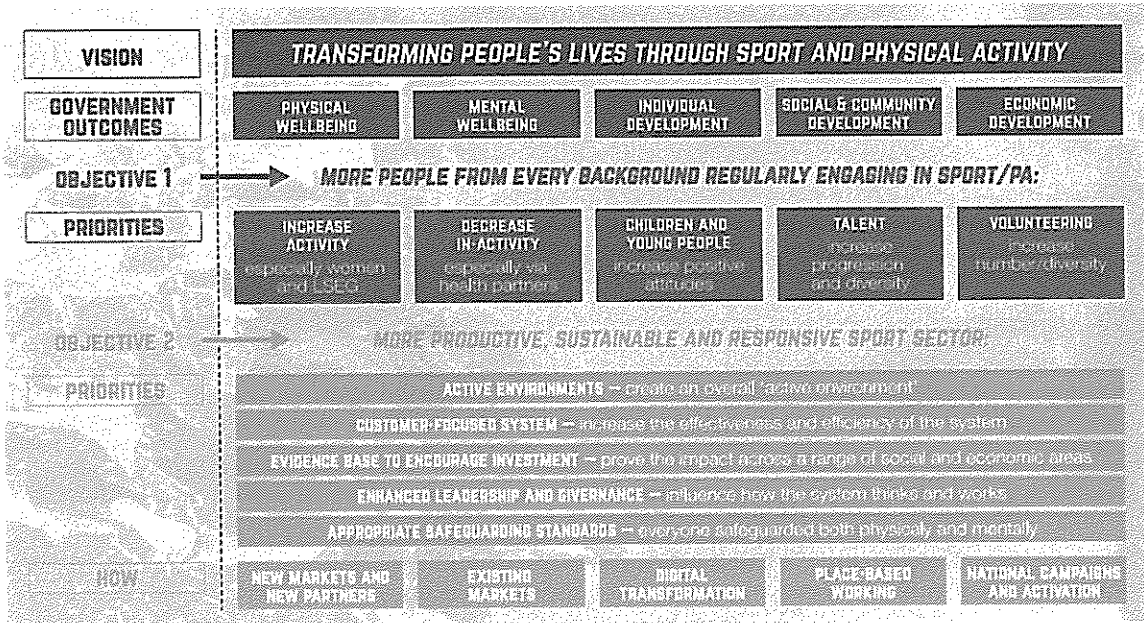 VISION
TRANSFORMING PEOPLE'S LIVES THROUGH SPORT AND PHYSICAL ACTIVITY
GOVERNMENT
OUTCOMES
PHYSICAL
WELLBEING
MENTAL
WELLBEING
INDIVIDUAL
DEVELOPMENT
SOCIAL & COMMUNITY
DEVELOPMENT
ECONOMIC
DEVELOPMENT
OBJECTIVE 1
MORE PEOPLE FROM EVERY BACKGROUND REGULARLY ENGAGING IN SPORT/PA:
PRIORITIES
INCREASE
ACTIVITY
especially women
and LSEG
DECREASE
IN-ACTIVITY
especially via
health partners
CHILDREN AND
YOUNG PEOPLE
increase positive
attitudes
TALENT
increase
progression
and diversity
VOLUNTEERING
increase
number/diversity
OBJECTIVE 2
MORE PRODUCTIVE, SUSTAINABLE AND RESPONSIVE SPORT SECTOR:
PRIORITIES
ACTIVE ENVIRONMENTS – create an overall 'active environment'
CUSTOMER-FOCUSED SYSTEM – increase the effectiveness and efficiency of the system
EVIDENCE BASE TO ENCOURAGE INVESTMENT – prove the impact across a range of social and economic areas
ENHANCED LEADERSHIP AND GIVERNANCE – influence how the system thinks and works
APPROPRIATE SAFEGUARDING STANDARDS – everyone safeguarded both physicaly and mentally
HOW
NEW MARKETS AND
NEW PARTNERS
EXISTING
MARKETS
DIGITAL
TRANSFORMATION
PLACE-BASED
WORKING
NATIONAL CAMPAIGNS
AND ACTIVATION